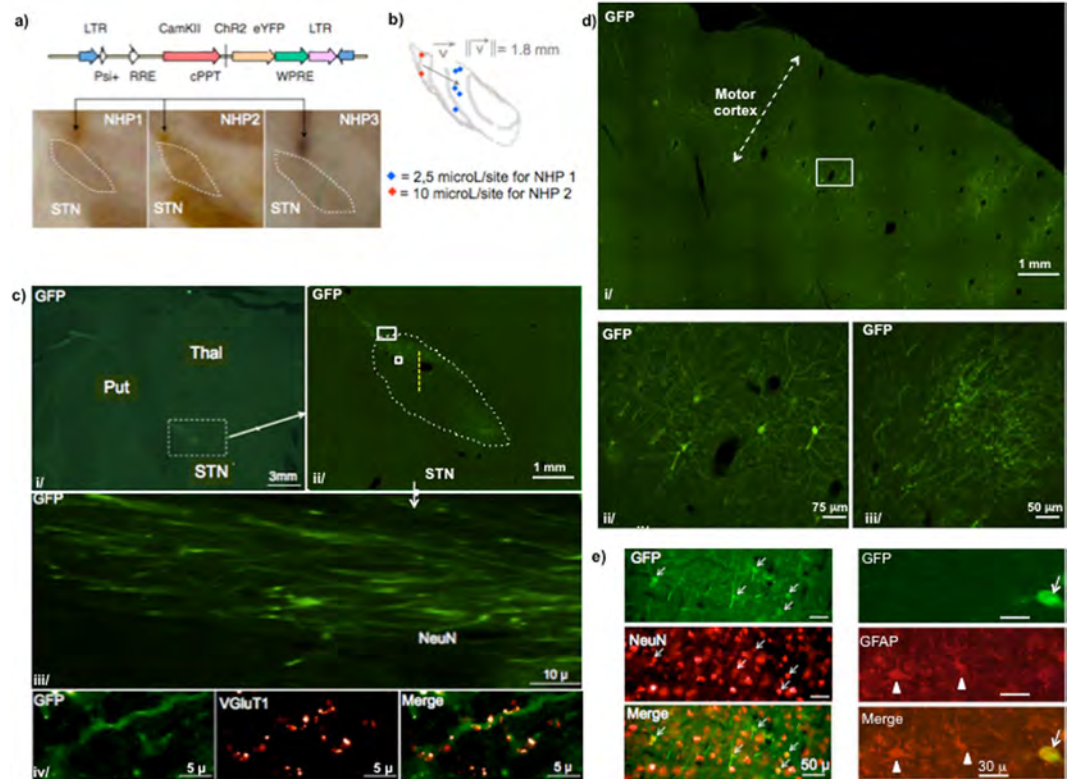 a)
LTR CamKII ChR2 eYFP LTR
Psi+ RRE cPPT WPRE
NHP1 NHP2 NHP3
STN STN STN
b)
v ||v|| = 1.8 mm
= 2,5 microL/site for NHP 1
= 10 microL/site for NHP 2
c)
GFP
Thal
Put
STN
i/ 3mm
GFP
STN
ii/ 1 mm
GFP
NeuN
iii/ 10 µ
GFP VGluT1 Merge
iv/ 5 µ 5 µ 5 µ
d)
GFP
Motor
cortex
1 mm
i/
GFP GFP
ii/ 75 µm iii/ 50 µm
e)
GFP GFP
NeuN GFAP
Merge Merge
50 µ 30 µ